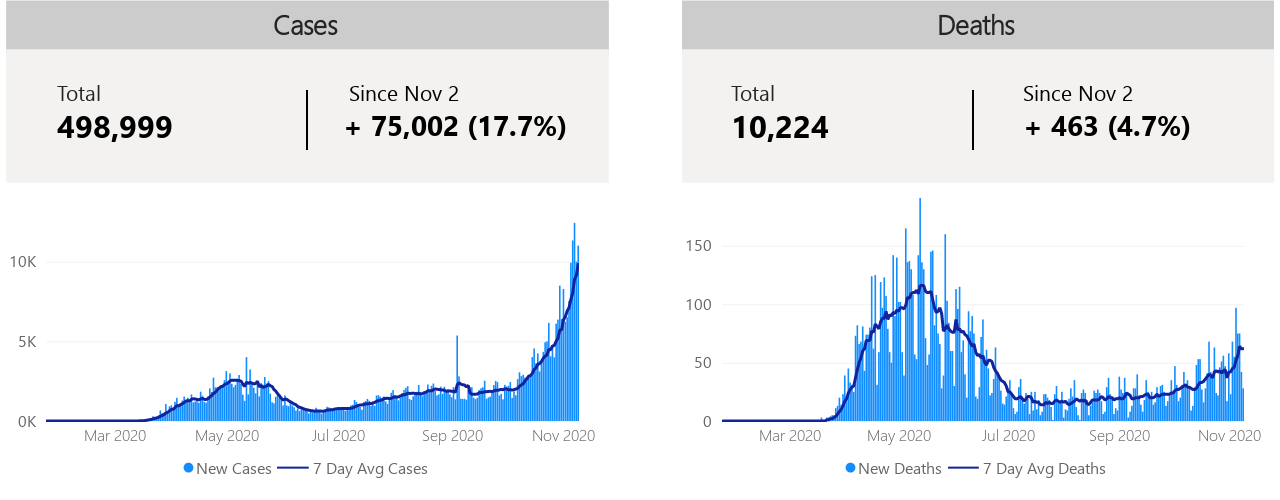 Cases
Total
498,999
Since Nov 2
+ 75,002 (17.7%)
10K
5K
0K
Mar 2020 May 2020 Jul 2020 Sep 2020 Nov 2020
New Cases 7 Day Avg Cases
Deaths
Total
10,224
Since Nov 2
+ 463 (4.7%)
150
100
50
0
Mar 2020 May 2020 Jul 2020 Sep 2020 Nov 2020
New Deaths 7 Day Avg Deaths